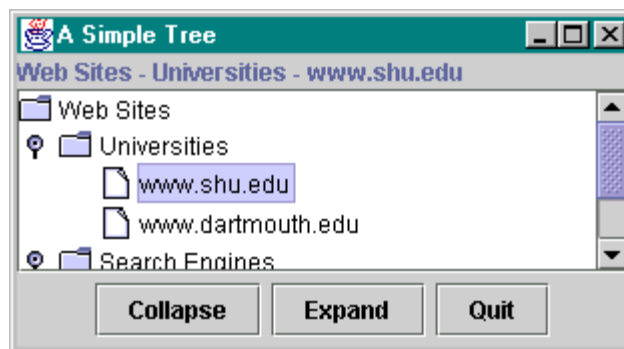 A Simple Tree
Web Sites - Universities - www.shu.edu
Web Sites
Universities
www.shu.edu
www.dartmouth.edu
Search Engines
Collapse Expand Quit